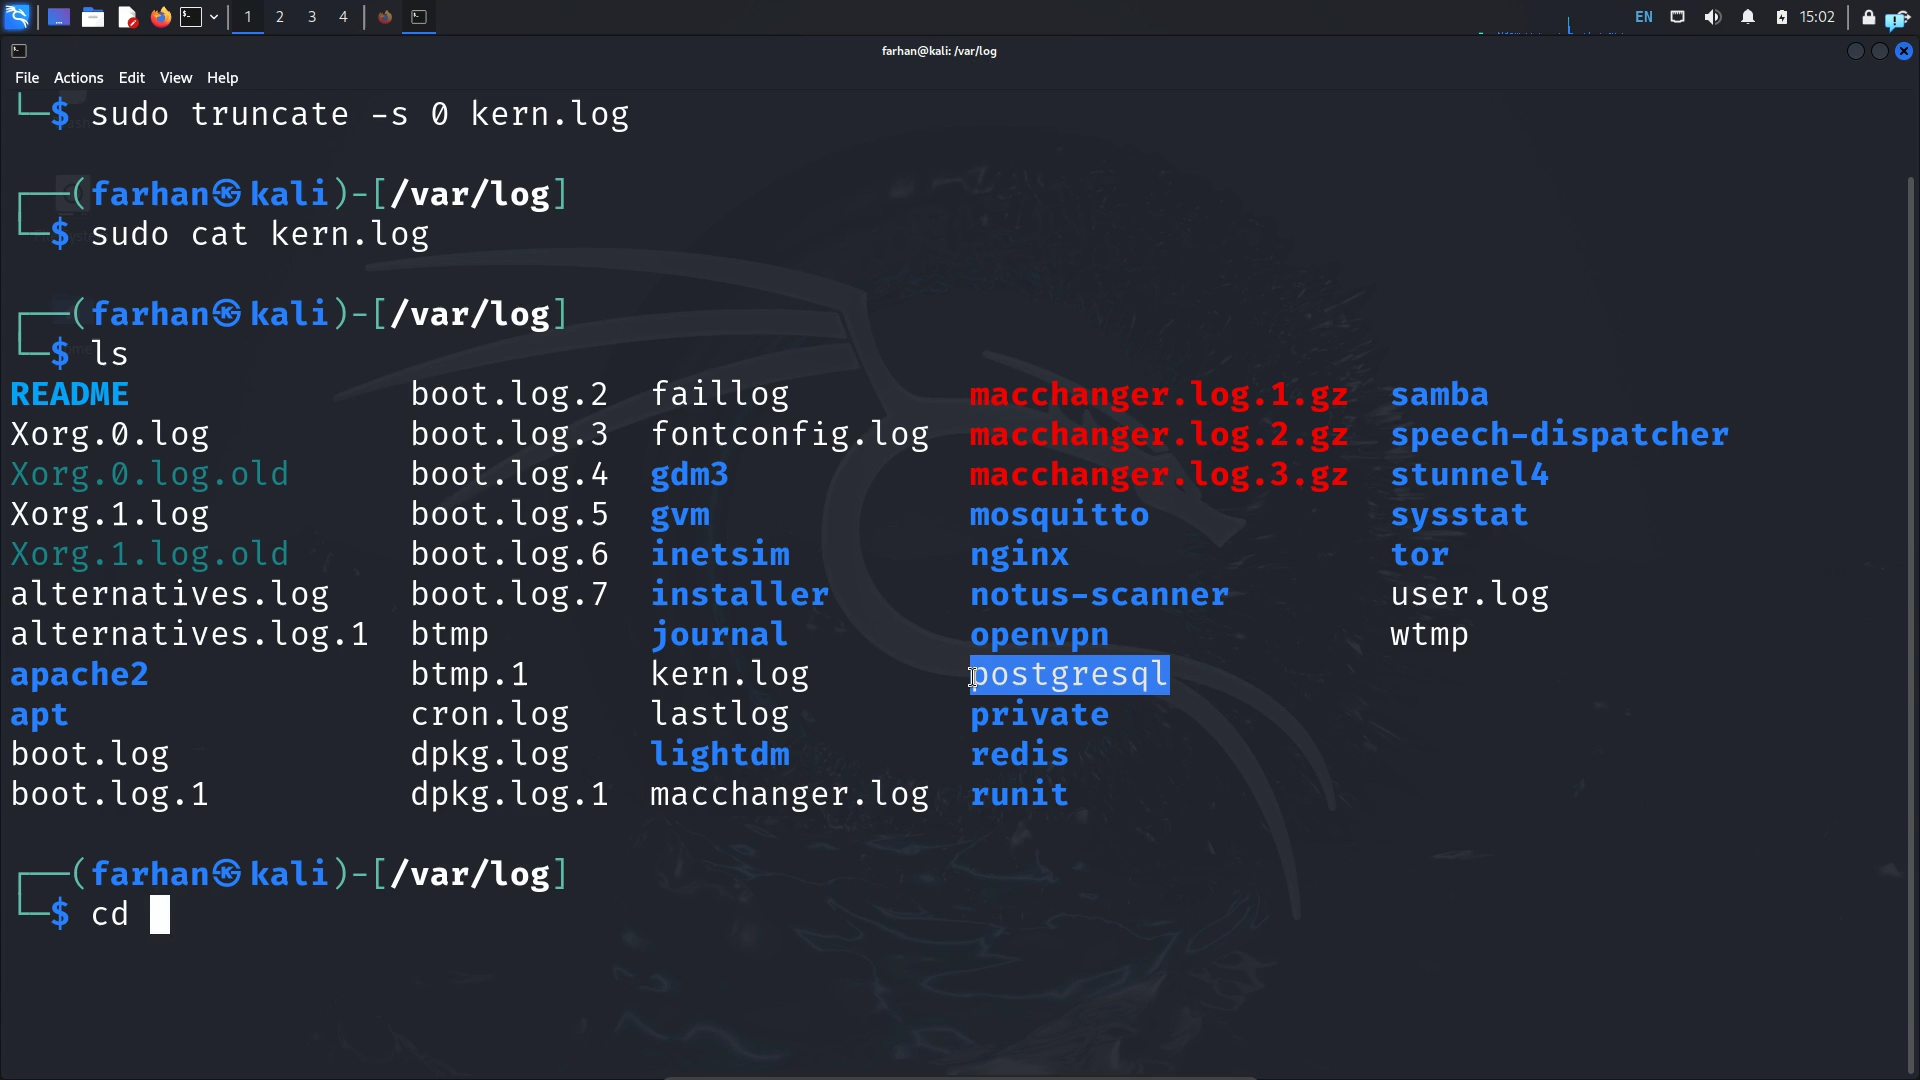 1 2 3 4 EN 15:02
farhan@kali: /var/log
File Actions Edit View Help
└─$ sudo truncate -s 0 kern.log
┌──(farhan㉿kali)-[/var/log]
└─$ sudo cat kern.log
┌──(farhan㉿kali)-[/var/log]
└─$ ls
README boot.log.2 faillog macchanger.log.1.gz samba
Xorg.0.log boot.log.3 fontconfig.log macchanger.log.2.gz speech-dispatcher
Xorg.0.log.old boot.log.4 gdm3 macchanger.log.3.gz stunnel4
Xorg.1.log boot.log.5 gvm mosquitto sysstat
Xorg.1.log.old boot.log.6 inetsim nginx tor
alternatives.log boot.log.7 installer notus-scanner user.log
alternatives.log.1 btmp journal openvpn wtmp
apache2 btmp.1 kern.log postgresql
apt cron.log lastlog private
boot.log dpkg.log lightdm redis
boot.log.1 dpkg.log.1 macchanger.log runit
┌──(farhan㉿kali)-[/var/log]
└─$ cd